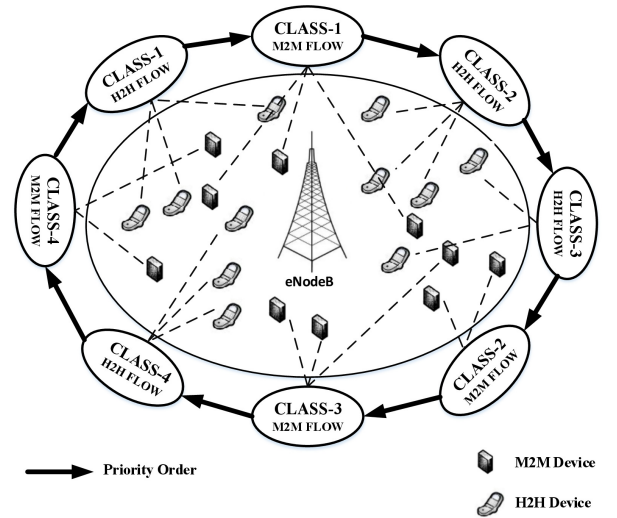 CLASS-1
M2M FLOW
CLASS-1
H2H FLOW
CLASS-2
H2H FLOW
CLASS-4
M2M FLOW
CLASS-3
H2H FLOW
eNodeB
CLASS-4
H2H FLOW
CLASS-2
M2M FLOW
CLASS-3
M2M FLOW
Priority Order
M2M Device
H2H Device